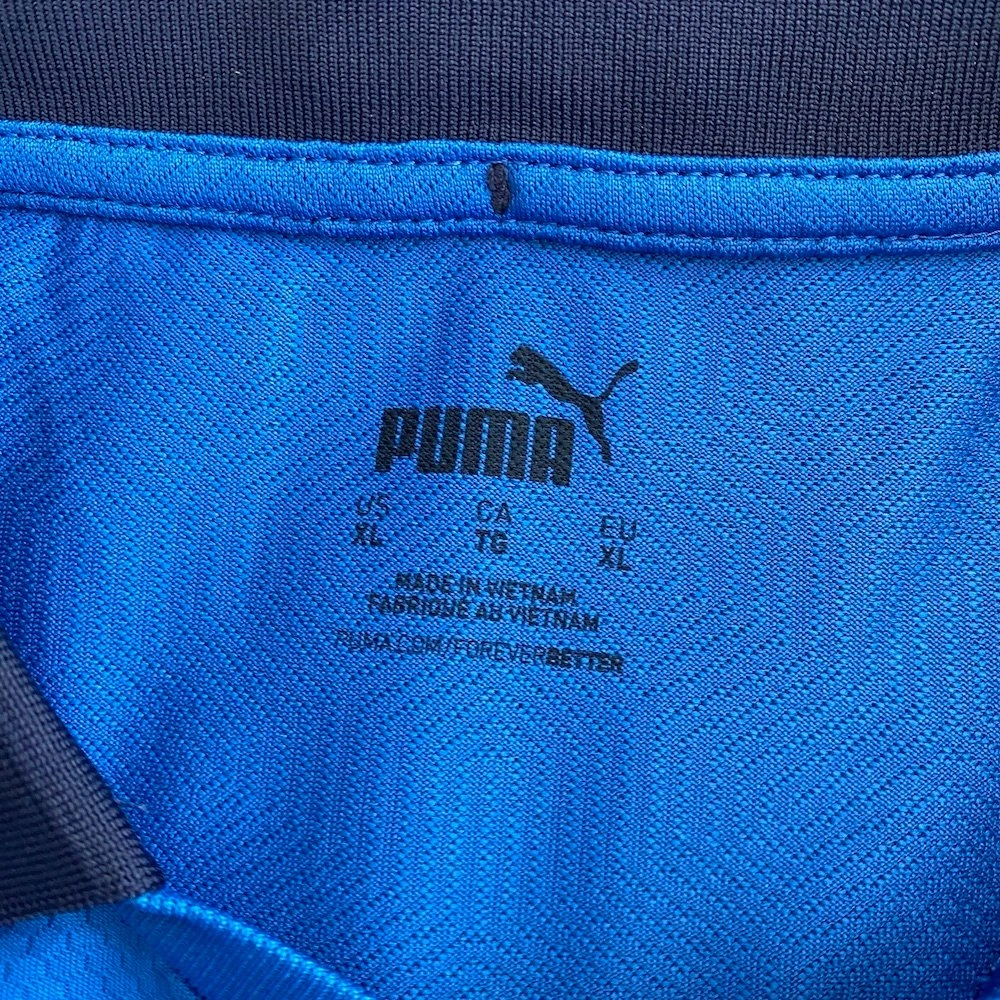 PUMA
US CA EU
XL TG XL
MADE IN VIETNAM
FABRIQUÉ AU VIETNAM
PUMA.COM/FOREVERBETTER